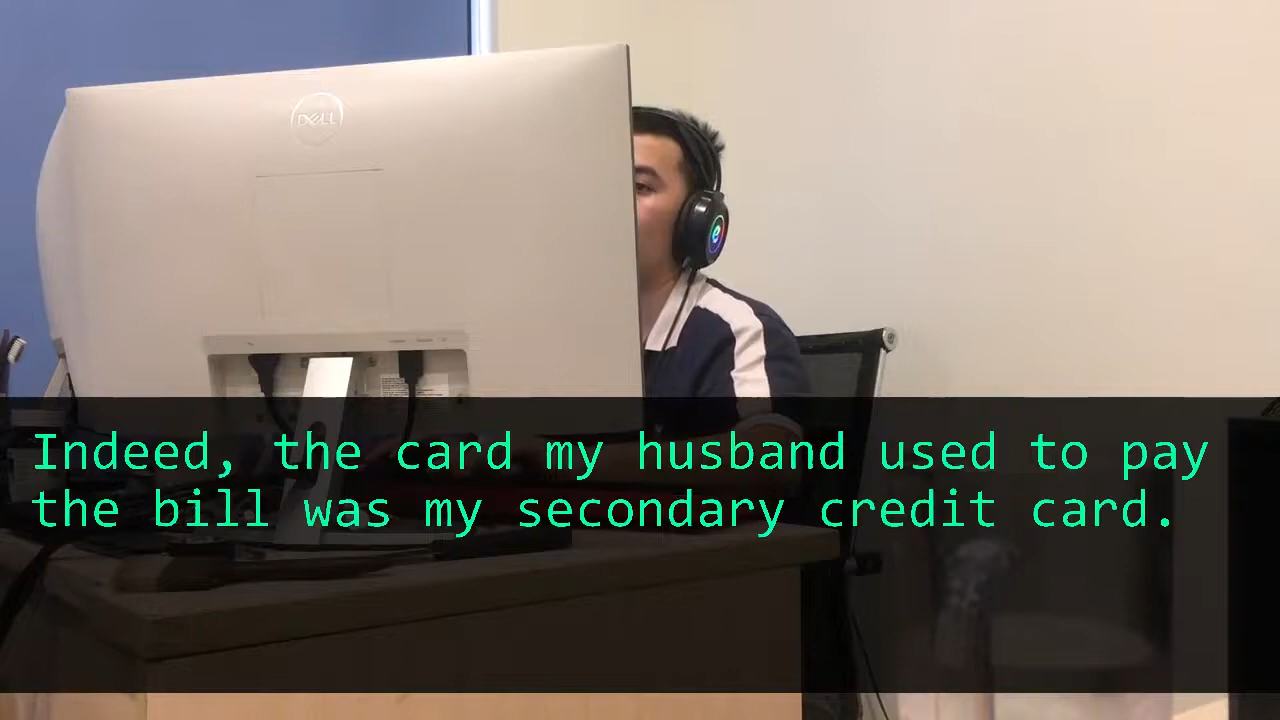 DELL
Indeed, the card my husband used to pay
the bill was my secondary credit card.